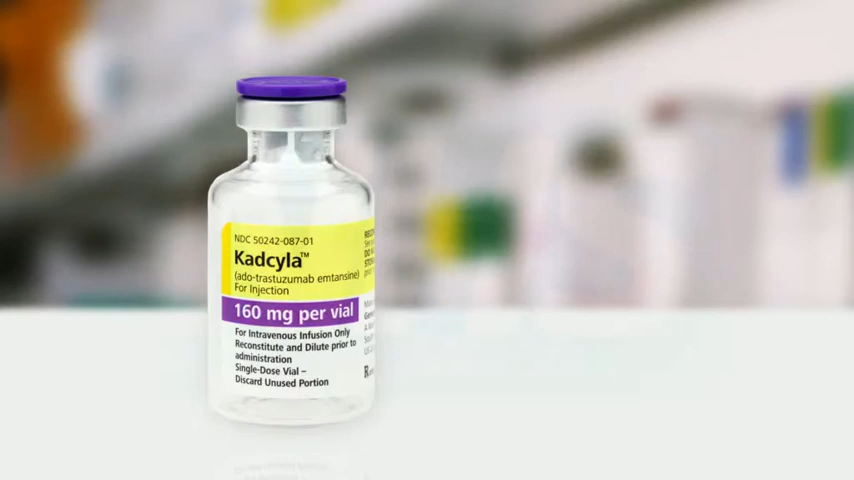 NDC 50242-087-01
Kadcyla™
(ado-trastuzumab emtansine)
For Injection
160 mg per vial
For Intravenous Infusion Only
Reconstitute and Dilute prior to
administration
Single-Dose Vial –
Discard Unused Portion